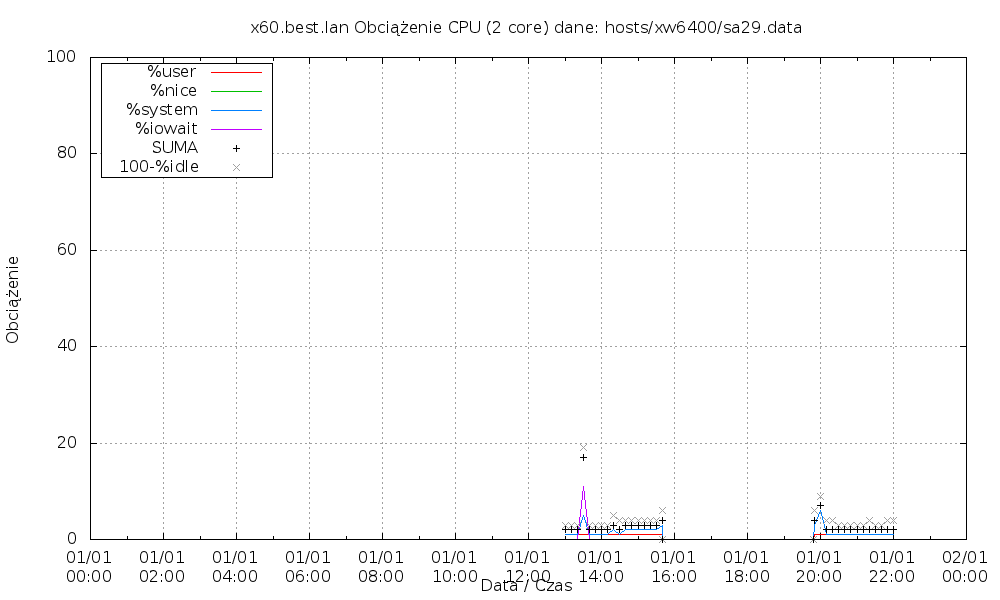 x60.best.lan Obciążenie CPU (2 core) dane: hosts/xw6400/sa29.data
100
80
60
40
20
0
Obciążenie
%user
%nice
%system
%iowait
SUMA
100-%idle
01/01 01/01 01/01 01/01 01/01 01/01 01/01 01/01 01/01 01/01 01/01 01/01 02/01
00:00 02:00 04:00 06:00 08:00 10:00 12:00 14:00 16:00 18:00 20:00 22:00 00:00
Data / Czas